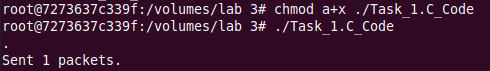 root@7273637c339f:/volumes/lab 3# chmod a+x ./Task_1.C_Code
root@7273637c339f:/volumes/lab 3# ./Task_1.C_Code
.
Sent 1 packets.